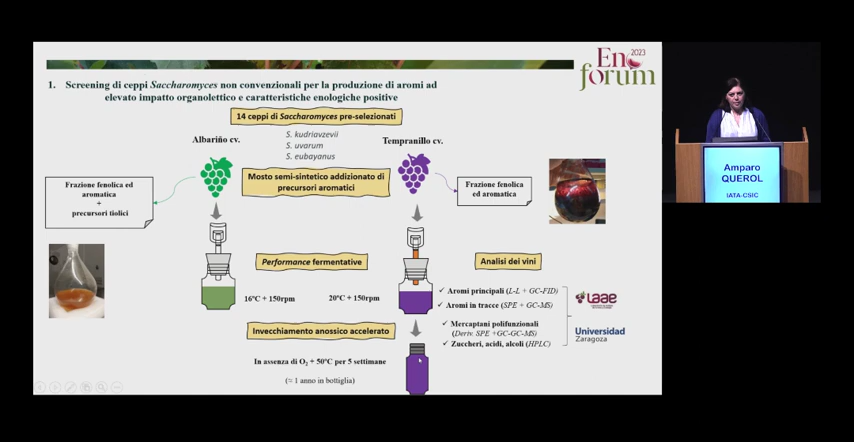 En
2023
forum
1. Screening di ceppi Saccharomyces non convenzionali per la produzione di aromi ad
elevato impatto organolettico e caratteristiche enologiche positive
14 ceppi di Saccharomyces pre-selezionati
Albariño cv.
S. kudriavzevii
S. uvarum
S. eubayanus
Tempranillo cv.
Mosto semi-sintetico addizionato di
precursori aromatici
Frazione fenolica ed
aromatica
+
precursori tiolici
Frazione fenolica
ed aromatica
Amparo
QUEROL
IATA-CSIC
Performance fermentative
Analisi dei vini
16ºC + 150rpm
20ºC + 150rpm
✓ Aromi principali (L-L + GC-FID)
✓ Aromi in tracce (SPE + GC-MS)
✓ Mercaptani polifunzionali
(Deriv. SPE +GC-GC-MS)
✓ Zuccheri, acidi, alcoli (HPLC)
laae
Universidad
Zaragoza
Invecchiamento anossico accelerato
In assenza di O₂ + 50ºC per 5 settimane
(≈ 1 anno in bottiglia)